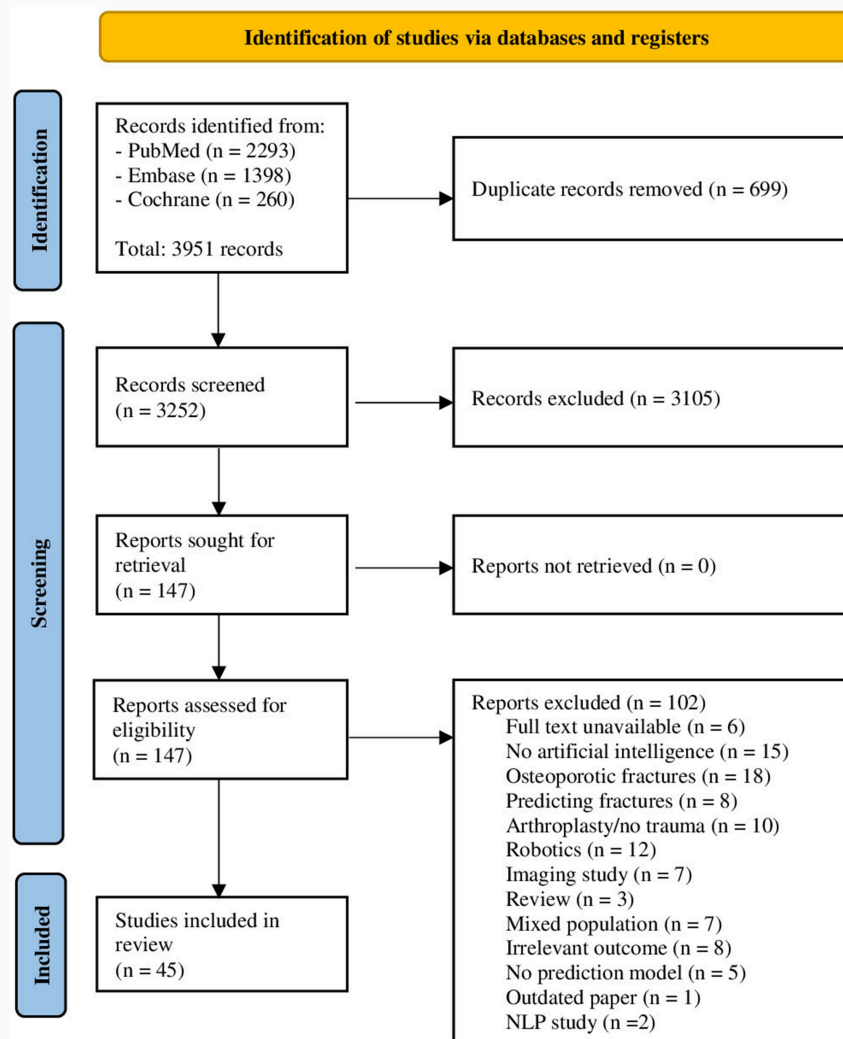 Identification of studies via databases and registers
Identification
Records identified from:
- PubMed (n = 2293)
- Embase (n = 1398)
- Cochrane (n = 260)
Total: 3951 records
Duplicate records removed (n = 699)
Screening
Records screened
(n = 3252)
Records excluded (n = 3105)
Reports sought for
retrieval
(n = 147)
Reports not retrieved (n = 0)
Reports assessed for
eligibility
(n = 147)
Reports excluded (n = 102)
Full text unavailable (n = 6)
No artificial intelligence (n = 15)
Osteoporotic fractures (n = 18)
Predicting fractures (n = 8)
Arthroplasty/no trauma (n = 10)
Robotics (n = 12)
Imaging study (n = 7)
Review (n = 3)
Mixed population (n = 7)
Irrelevant outcome (n = 8)
No prediction model (n = 5)
Outdated paper (n = 1)
NLP study (n =2)
Included
Studies included in
review
(n = 45)